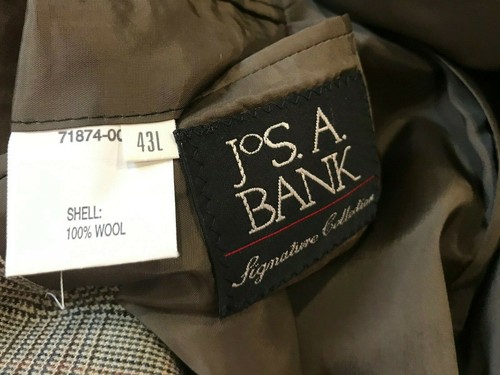 71874-00
43L
SHELL:
100% WOOL
JoS. A.
BANK
Signature Collection